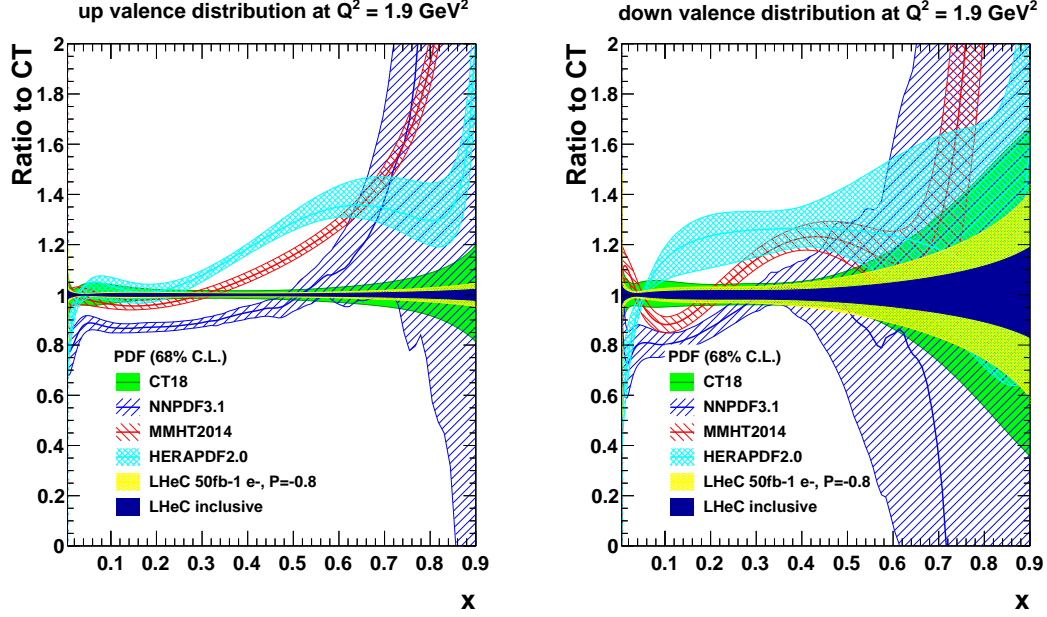 up valence distribution at Q² = 1.9 GeV²
Ratio to CT
2
1.8
1.6
1.4
1.2
1
0.8
0.6
0.4
0.2
0
PDF (68% C.L.)
CT18
NNPDF3.1
MMHT2014
HERAPDF2.0
LHeC 50fb-1 e-, P=-0.8
LHeC inclusive
0.1 0.2 0.3 0.4 0.5 0.6 0.7 0.8 0.9
x
down valence distribution at Q² = 1.9 GeV²
Ratio to CT
2
1.8
1.6
1.4
1.2
1
0.8
0.6
0.4
0.2
0
PDF (68% C.L.)
CT18
NNPDF3.1
MMHT2014
HERAPDF2.0
LHeC 50fb-1 e-, P=-0.8
LHeC inclusive
0.1 0.2 0.3 0.4 0.5 0.6 0.7 0.8 0.9
x